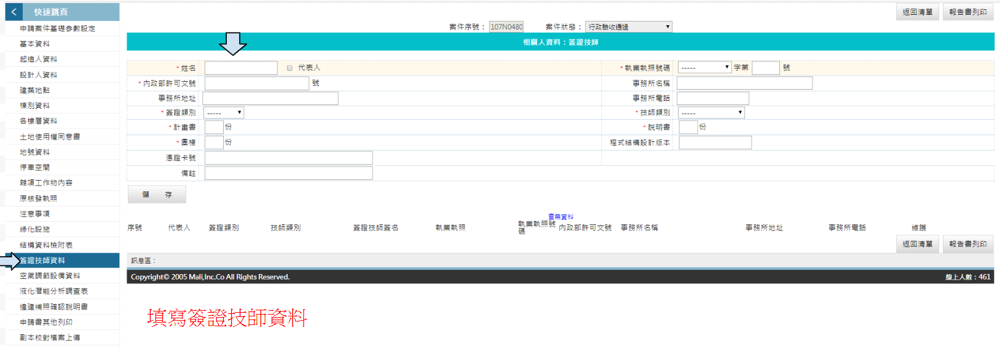 快速跳頁
申請案件基礎參數設定
基本資料
起造人資料
設計人資料
建築地點
棟別資料
各樓層資料
土地使用權同意書
地號資料
停車空間
雜項工作物內容
原核發執照
注意事項
綠化設施
結構資料檢附表
簽證技師資料
空氣調節設備資料
液化潛能分析調查表
違建補照確認說明書
申請書其他列印
副本校對檔案上傳
返回清單 報告書列印
案件序號： 107N0480 案件狀態： 行政驗收通過
相關人資料：簽證技師
*姓名 代表人 *執業執照號碼 ----- 字第 號
*內政部許可文號 號 事務所名稱
事務所地址 事務所電話
*簽證類別 ----- *技師類別 -----
*計畫書 份 *說明書 份
*圖樣 份 程式結構設計版本
憑證卡號
備註
儲 存
查無資料
序號 代表人 簽證類別 技師類別 簽證技師簽名 執業執照 執業執照號碼 內政部許可文號 事務所名稱 事務所地址 事務所電話 維護
返回清單 報告書列印
訊息區：
Copyright© 2005 Mali,Inc.Co All Rights Reserved. 線上人數：461
填寫簽證技師資料